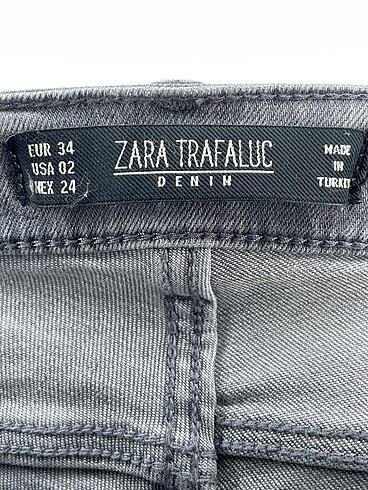 EUR 34
USA 02
MEX 24
ZARA TRAFALUC
DENIM
MADE
IN
TURKEY